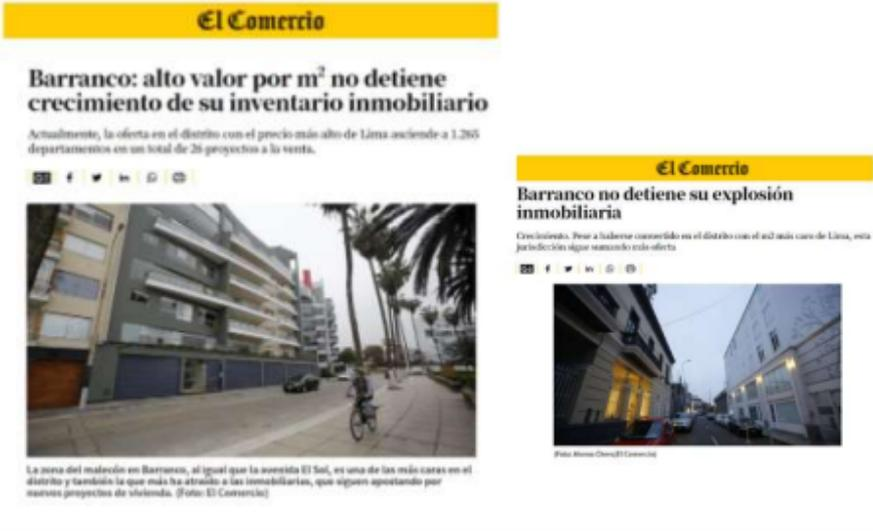 El Comercio
Barranco: alto valor por m² no detiene
crecimiento de su inventario inmobiliario
Actualmente, la oferta en el distrito con el precio más alto de Lima asciende a 1.265
departamentos en un total de 26 proyectos a la venta.
La zona del malecón en Barranco, al igual que la avenida El Sol, es una de las más caras en el
distrito y también la que más ha atraído a las inmobiliarias, que siguen apostando por
nuevos proyectos de vivienda. (Foto: El Comercio)
El Comercio
Barranco no detiene su explosión
inmobiliaria
Crecimiento. Pese a haberse convertido en el distrito con el m2 más caro de Lima, esta
jurisdicción sigue sumando más oferta
(Foto: El Comercio)